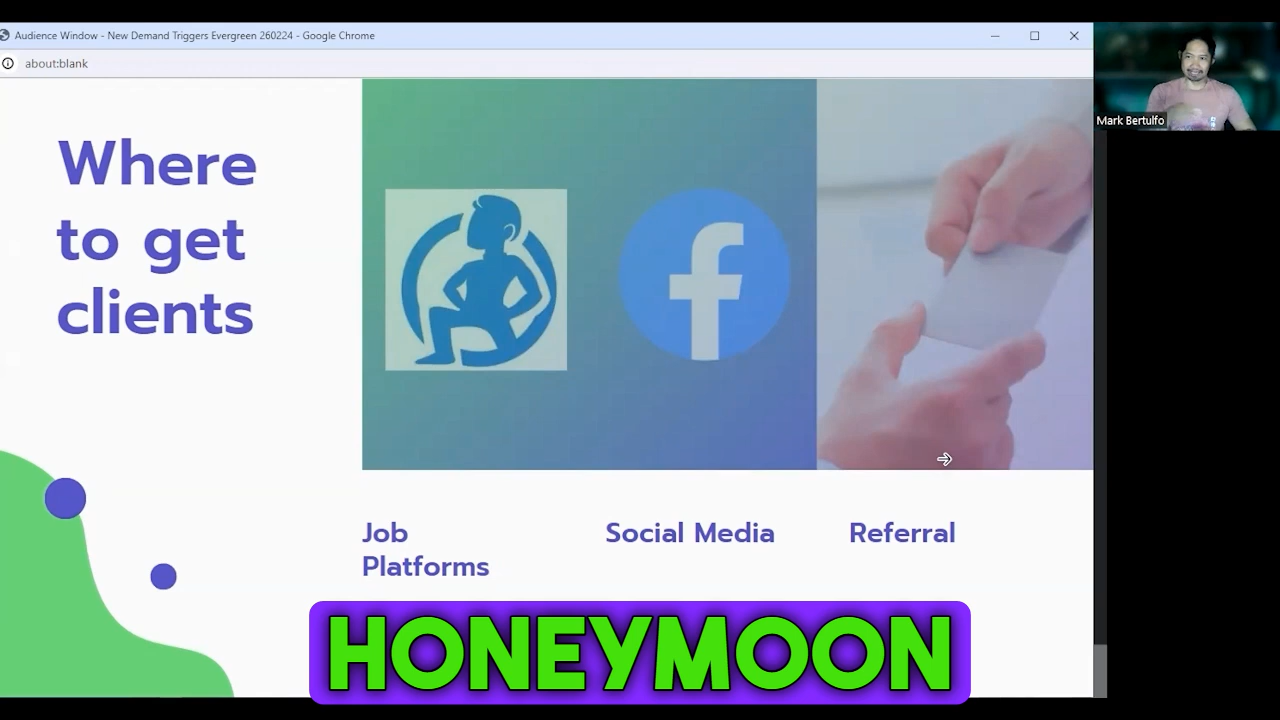 Audience Window - New Demand Triggers Evergreen 260224 - Google Chrome
about:blank
Mark Bertulfo
Where
to get
clients
Job
Platforms
Social Media
Referral
HONEYMOON